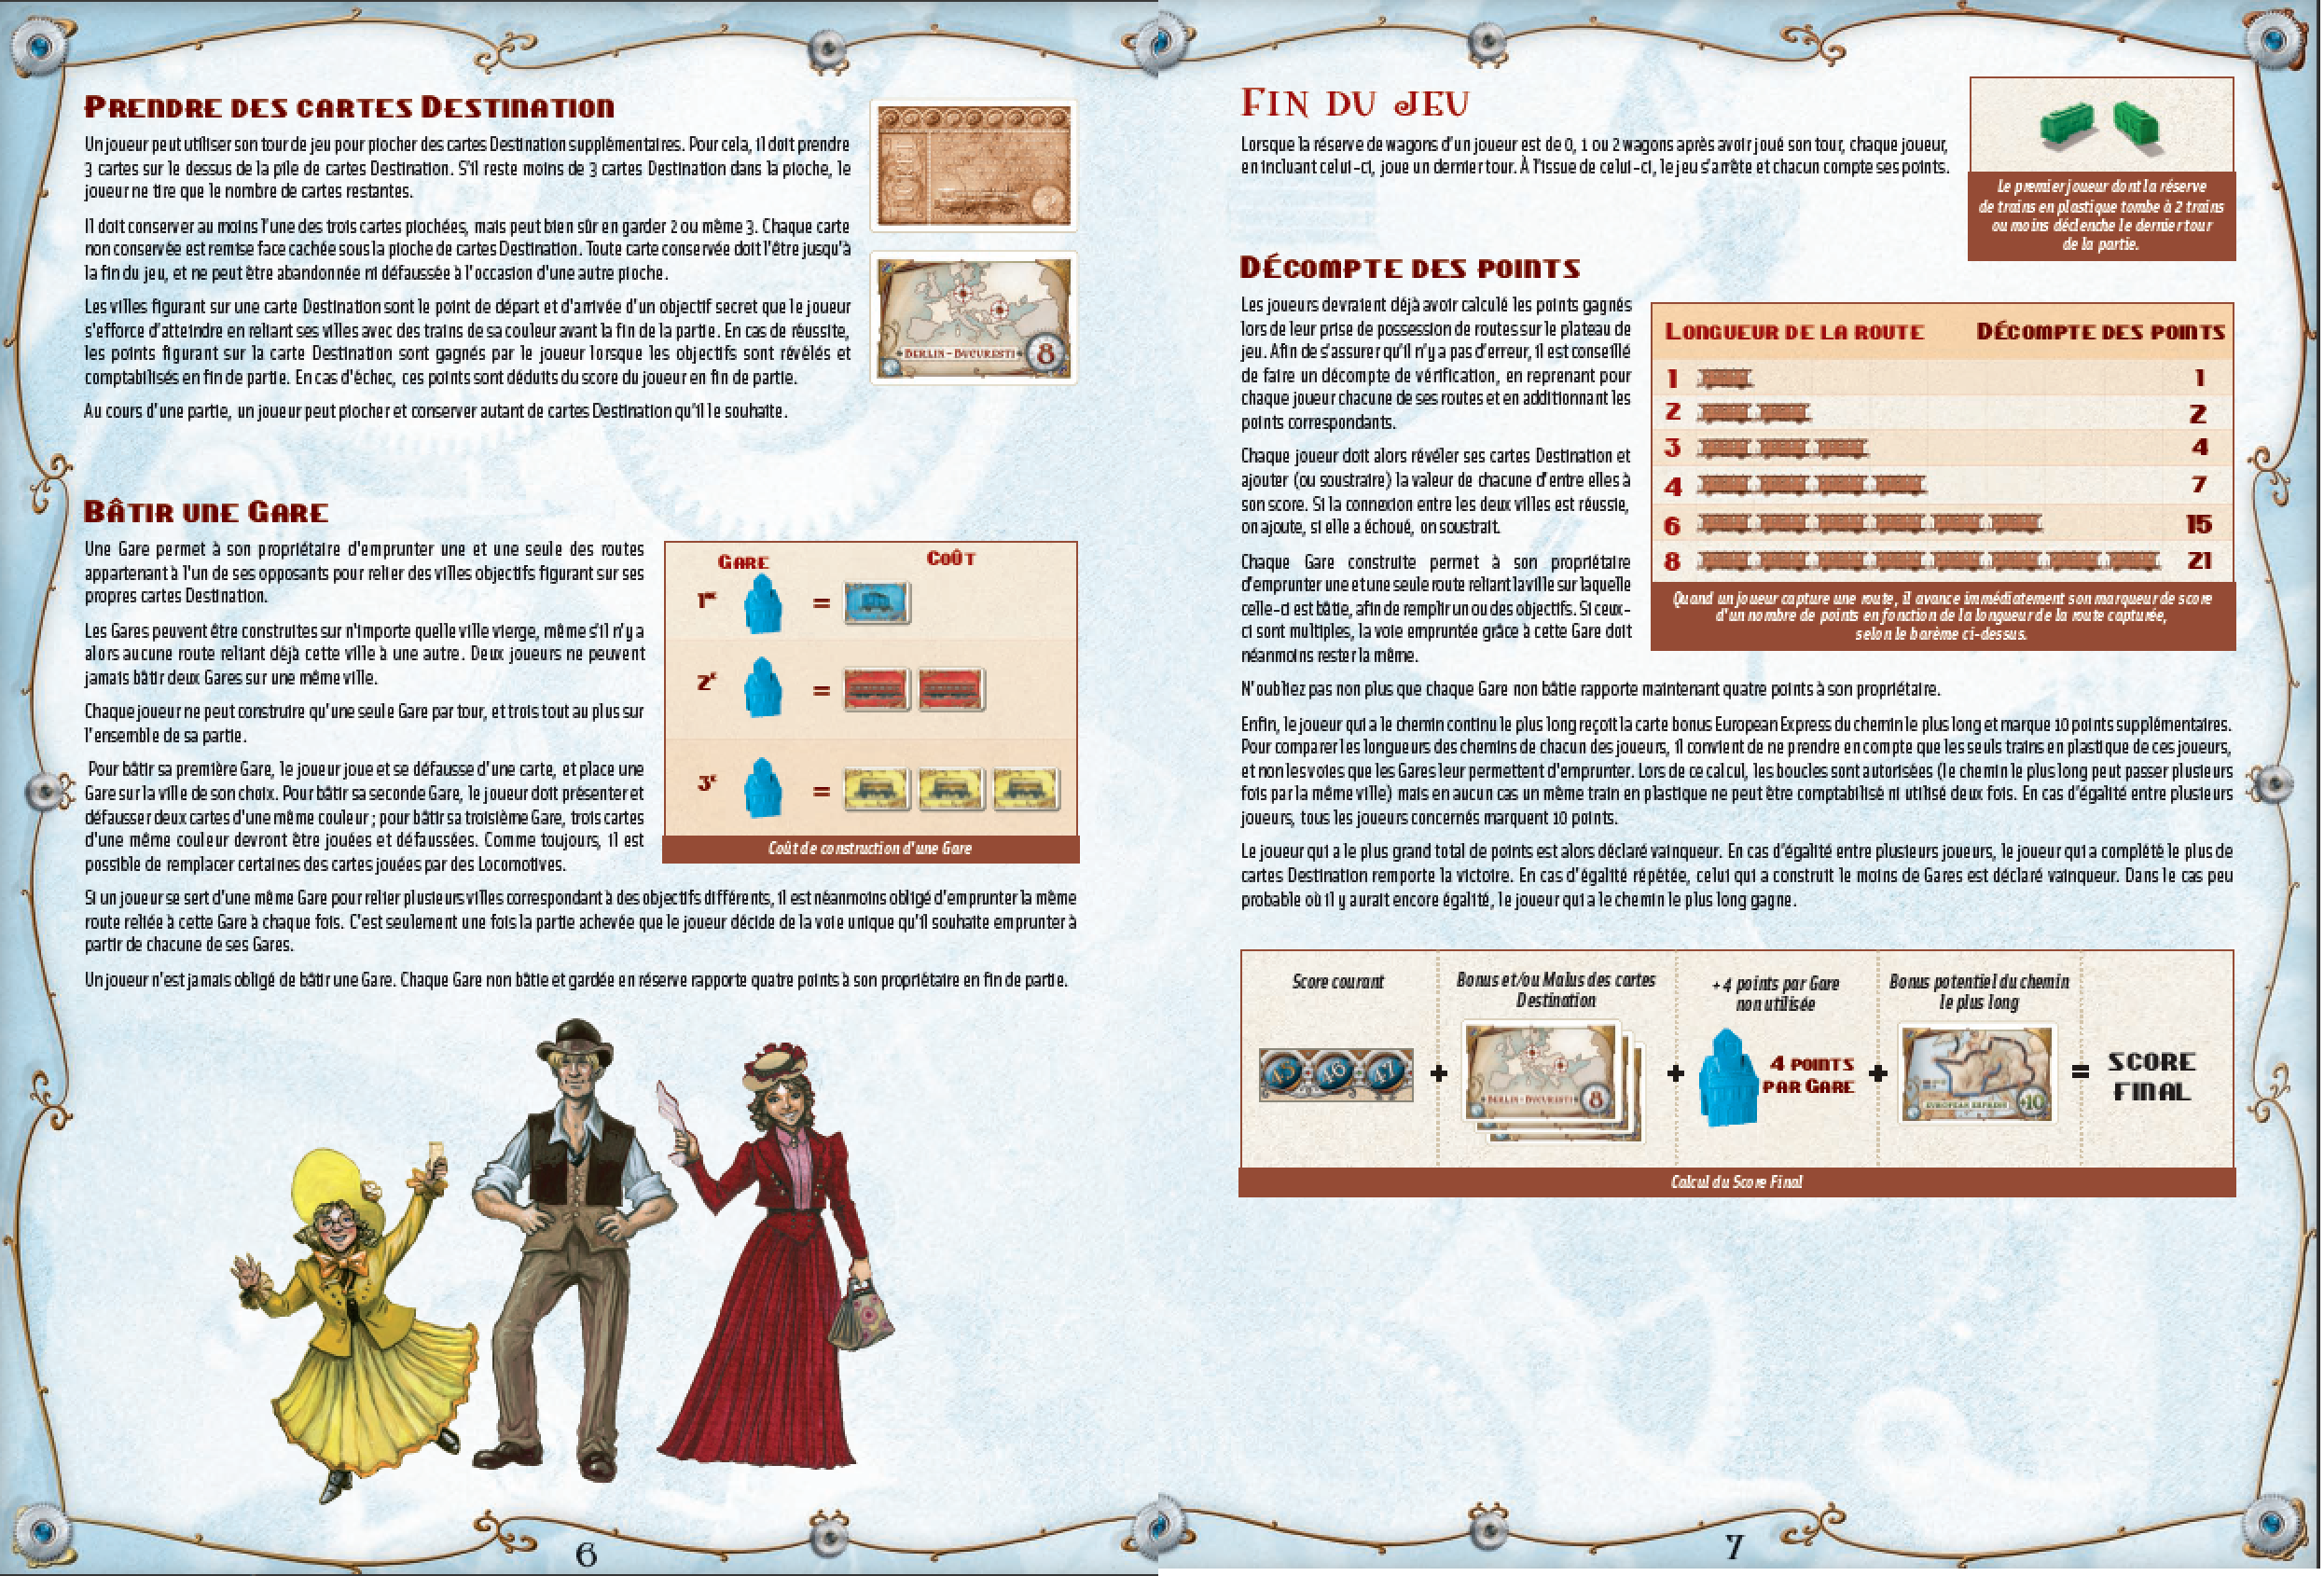 PRENDRE DES CARTES DESTINATION
Un joueur peut utiliser son tour de jeu pour piocher des cartes Destination supplémentaires. Pour cela, il doit prendre
3 cartes sur le dessus de la pile de cartes Destination. S'il reste moins de 3 cartes Destination dans la pioche, le
joueur ne tire que le nombre de cartes restantes.
Il doit conserver au moins l'une des trois cartes piochées, mais peut bien sûr en garder 2 ou même 3. Chaque carte
non conservée est remise face cachée sous la pioche de cartes Destination. Toute carte conservée doit l'être jusqu'à
la fin du jeu, et ne peut être abandonnée ni défaussée à l'occasion d'une autre pioche.
Les villes figurant sur une carte Destination sont le point de départ et d'arrivée d'un objectif secret que le joueur
s'efforce d'atteindre en reliant ses villes avec des trains de sa couleur avant la fin de la partie. En cas de réussite,
les points figurant sur la carte Destination sont gagnés par le joueur lorsque les objectifs sont révélés et
comptabilisés en fin de partie. En cas d'échec, ces points sont déduits du score du joueur en fin de partie.
Au cours d'une partie, un joueur peut piocher et conserver autant de cartes Destination qu'il le souhaite.
TICKET
BERLIN - BUCURESTI 8
BÂTIR UNE GARE
Une Gare permet à son propriétaire d'emprunter une et une seule des routes
appartenant à l'un de ses opposants pour relier des villes objectifs figurant sur ses
propres cartes Destination.
Les Gares peuvent être construites sur n'importe quelle ville vierge, même s'il n'y a
alors aucune route reliant déjà cette ville à une autre. Deux joueurs ne peuvent
jamais bâtir deux Gares sur une même ville.
Chaque joueur ne peut construire qu'une seule Gare par tour, et trois tout au plus sur
l'ensemble de sa partie.
Pour bâtir sa première Gare, le joueur joue et se défausse d'une carte, et place une
Gare sur la ville de son choix. Pour bâtir sa seconde Gare, le joueur doit présenter et
défausser deux cartes d'une même couleur ; pour bâtir sa troisième Gare, trois cartes
d'une même couleur devront être jouées et défaussées. Comme toujours, il est
possible de remplacer certaines des cartes jouées par des Locomotives.
GARE COÛT
1re =
2e =
3e =
Coût de construction d'une Gare
Si un joueur se sert d'une même Gare pour relier plusieurs villes correspondant à des objectifs différents, il est néanmoins obligé d'emprunter la même
route reliée à cette Gare à chaque fois. C'est seulement une fois la partie achevée que le joueur décide de la voie unique qu'il souhaite emprunter à
partir de chacune de ses Gares.
Un joueur n'est jamais obligé de bâtir une Gare. Chaque Gare non bâtie et gardée en réserve rapporte quatre points à son propriétaire en fin de partie.
6
FIN DU JEU
Lorsque la réserve de wagons d'un joueur est de 0, 1 ou 2 wagons après avoir joué son tour, chaque joueur,
en incluant celui-ci, joue un dernier tour. À l'issue de celui-ci, le jeu s'arrête et chacun compte ses points.
Le premier joueur dont la réserve
de trains en plastique tombe à 2 trains
ou moins déclenche le dernier tour
de la partie.
DÉCOMPTE DES POINTS
Les joueurs devraient déjà avoir calculé les points gagnés
lors de leur prise de possession de routes sur le plateau de
jeu. Afin de s'assurer qu'il n'y a pas d'erreur, il est conseillé
de faire un décompte de vérification, en reprenant pour
chaque joueur chacune de ses routes et en additionnant les
points correspondants.
Chaque joueur doit alors révéler ses cartes Destination et
ajouter (ou soustraire) la valeur de chacune d'entre elles à
son score. Si la connexion entre les deux villes est réussie,
on ajoute, si elle a échoué, on soustrait.
Chaque Gare construite permet à son propriétaire
d'emprunter une et une seule route reliant la ville sur laquelle
celle-ci est bâtie, afin de remplir un ou des objectifs. Si ceux-
ci sont multiples, la voie empruntée grâce à cette Gare doit
néanmoins rester la même.
LONGUEUR DE LA ROUTE DÉCOMPTE DES POINTS
1 1
2 2
3 4
4 7
6 15
8 21
Quand un joueur capture une route, il avance immédiatement son marqueur de score
d'un nombre de points en fonction de la longueur de la route capturée,
selon le barème ci-dessus.
N'oubliez pas non plus que chaque Gare non bâtie rapporte maintenant quatre points à son propriétaire.
Enfin, le joueur qui a le chemin continu le plus long reçoit la carte bonus European Express du chemin le plus long et marque 10 points supplémentaires.
Pour comparer les longueurs des chemins de chacun des joueurs, il convient de ne prendre en compte que les seuls trains en plastique de ces joueurs,
et non les voies que les Gares leur permettent d'emprunter. Lors de ce calcul, les boucles sont autorisées (le chemin le plus long peut passer plusieurs
fois par la même ville) mais en aucun cas un même train en plastique ne peut être comptabilisé ni utilisé deux fois. En cas d'égalité entre plusieurs
joueurs, tous les joueurs concernés marquent 10 points.
Le joueur qui a le plus grand total de points est alors déclaré vainqueur. En cas d'égalité entre plusieurs joueurs, le joueur qui a complété le plus de
cartes Destination remporte la victoire. En cas d'égalité répétée, celui qui a construit le moins de Gares est déclaré vainqueur. Dans le cas peu
probable où il y aurait encore égalité, le joueur qui a le chemin le plus long gagne.
Score courant
45 46 47
+
Bonus et/ou Malus des cartes
Destination
BERLIN - BUCURESTI 8
+
+4 points par Gare
non utilisée
4 POINTS
PAR GARE
+
Bonus potentiel du chemin
le plus long
EUROPEAN EXPRESS +10
=
SCORE
FINAL
Calcul du Score Final
7